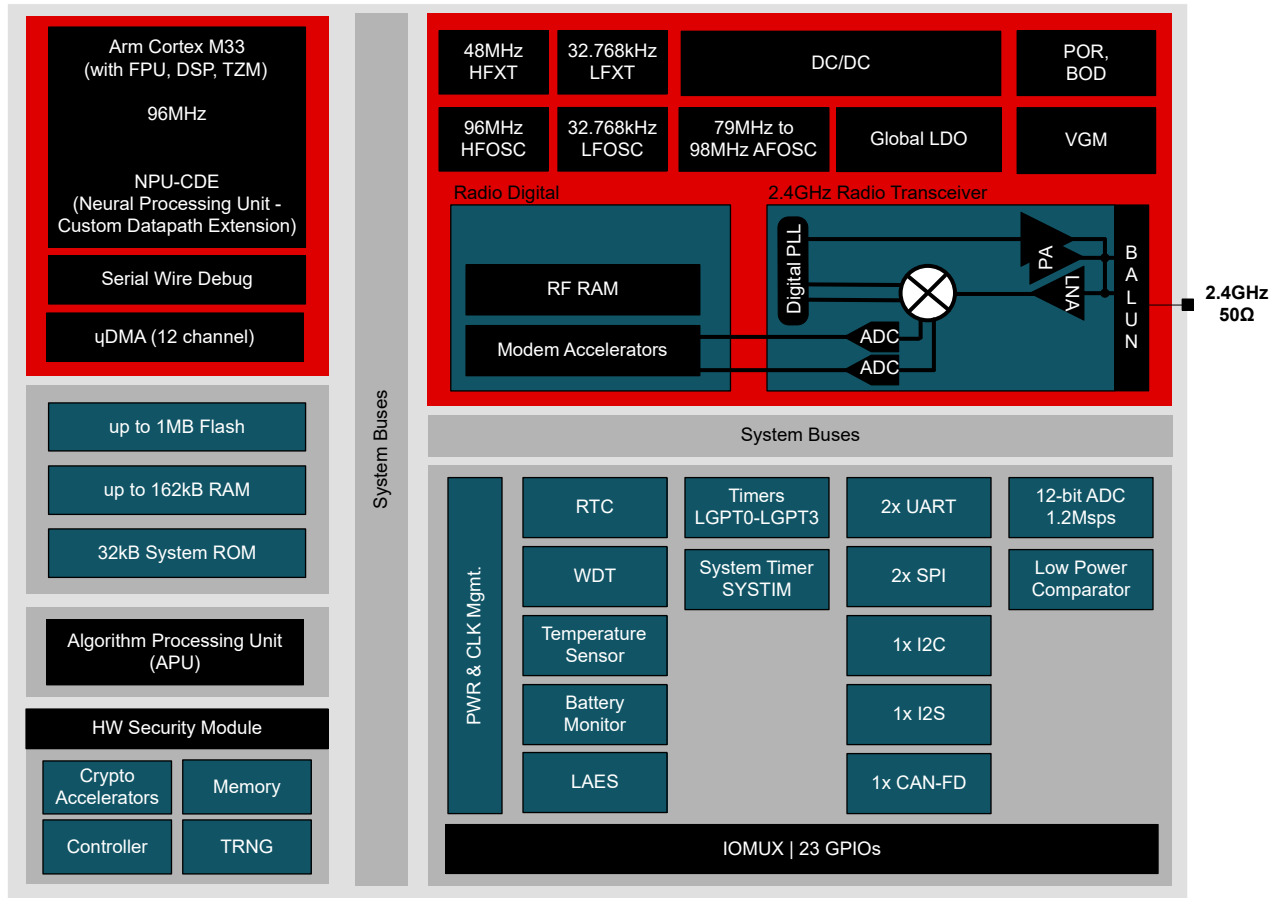 Arm Cortex M33
(with FPU, DSP, TZM)
96MHz
NPU-CDE
(Neural Processing Unit -
Custom Datapath Extension)
Serial Wire Debug
ɥDMA (12 channel)
up to 1MB Flash
up to 162kB RAM
32kB System ROM
Algorithm Processing Unit
(APU)
HW Security Module
Crypto
Accelerators
Memory
Controller
TRNG
System Buses
48MHz
HFXT
32.768kHz
LFXT
DC/DC
POR,
BOD
96MHz
HFOSC
32.768kHz
LFOSC
79MHz to
98MHz AFOSC
Global LDO
VGM
Radio Digital
RF RAM
Modem Accelerators
2.4GHz Radio Transceiver
Digital PLL
PA
LNA
ADC
ADC
BALUN
2.4GHz
50Ω
System Buses
PWR & CLK Mgmt.
RTC
Timers
LGPT0-LGPT3
2x UART
12-bit ADC
1.2Msps
WDT
System Timer
SYSTIM
2x SPI
Low Power
Comparator
Temperature
Sensor
1x I2C
Battery
Monitor
1x I2S
LAES
1x CAN-FD
IOMUX | 23 GPIOs